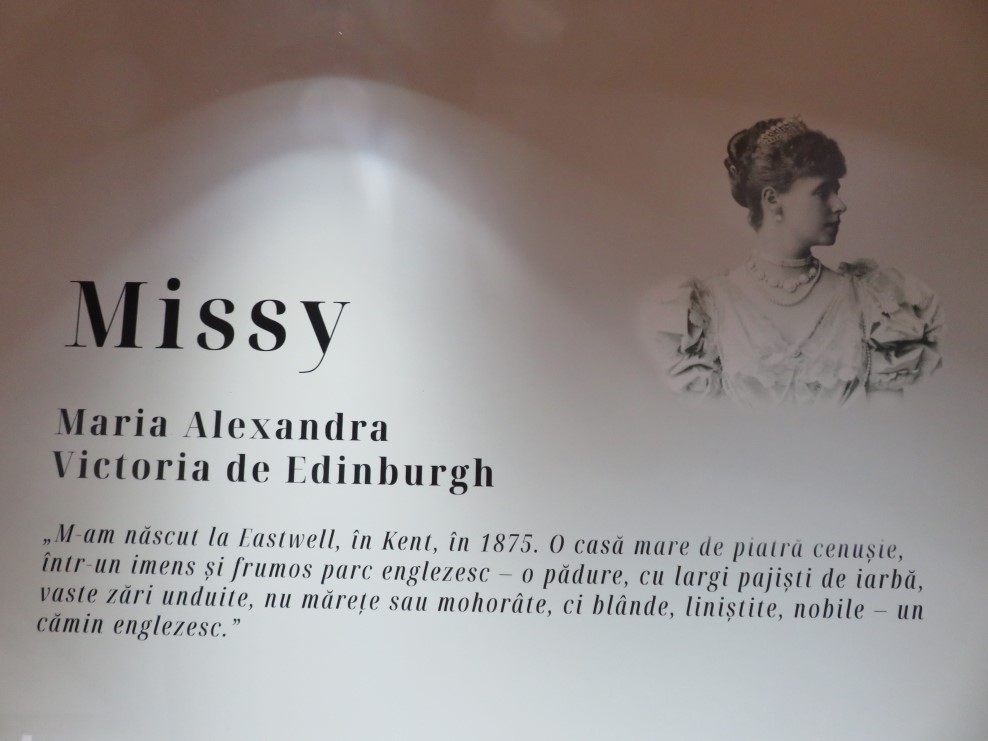 Missy
Maria Alexandra
Victoria de Edinburgh
„M-am născut la Eastwell, în Kent, în 1875. O casă mare de piatră cenușie,
într-un imens și frumos parc englezesc – o pădure, cu largi pajiști de iarbă,
vaste zări unduite, nu mărețe sau mohorâte, ci blânde, liniștite, nobile – un
cămin englezesc.”